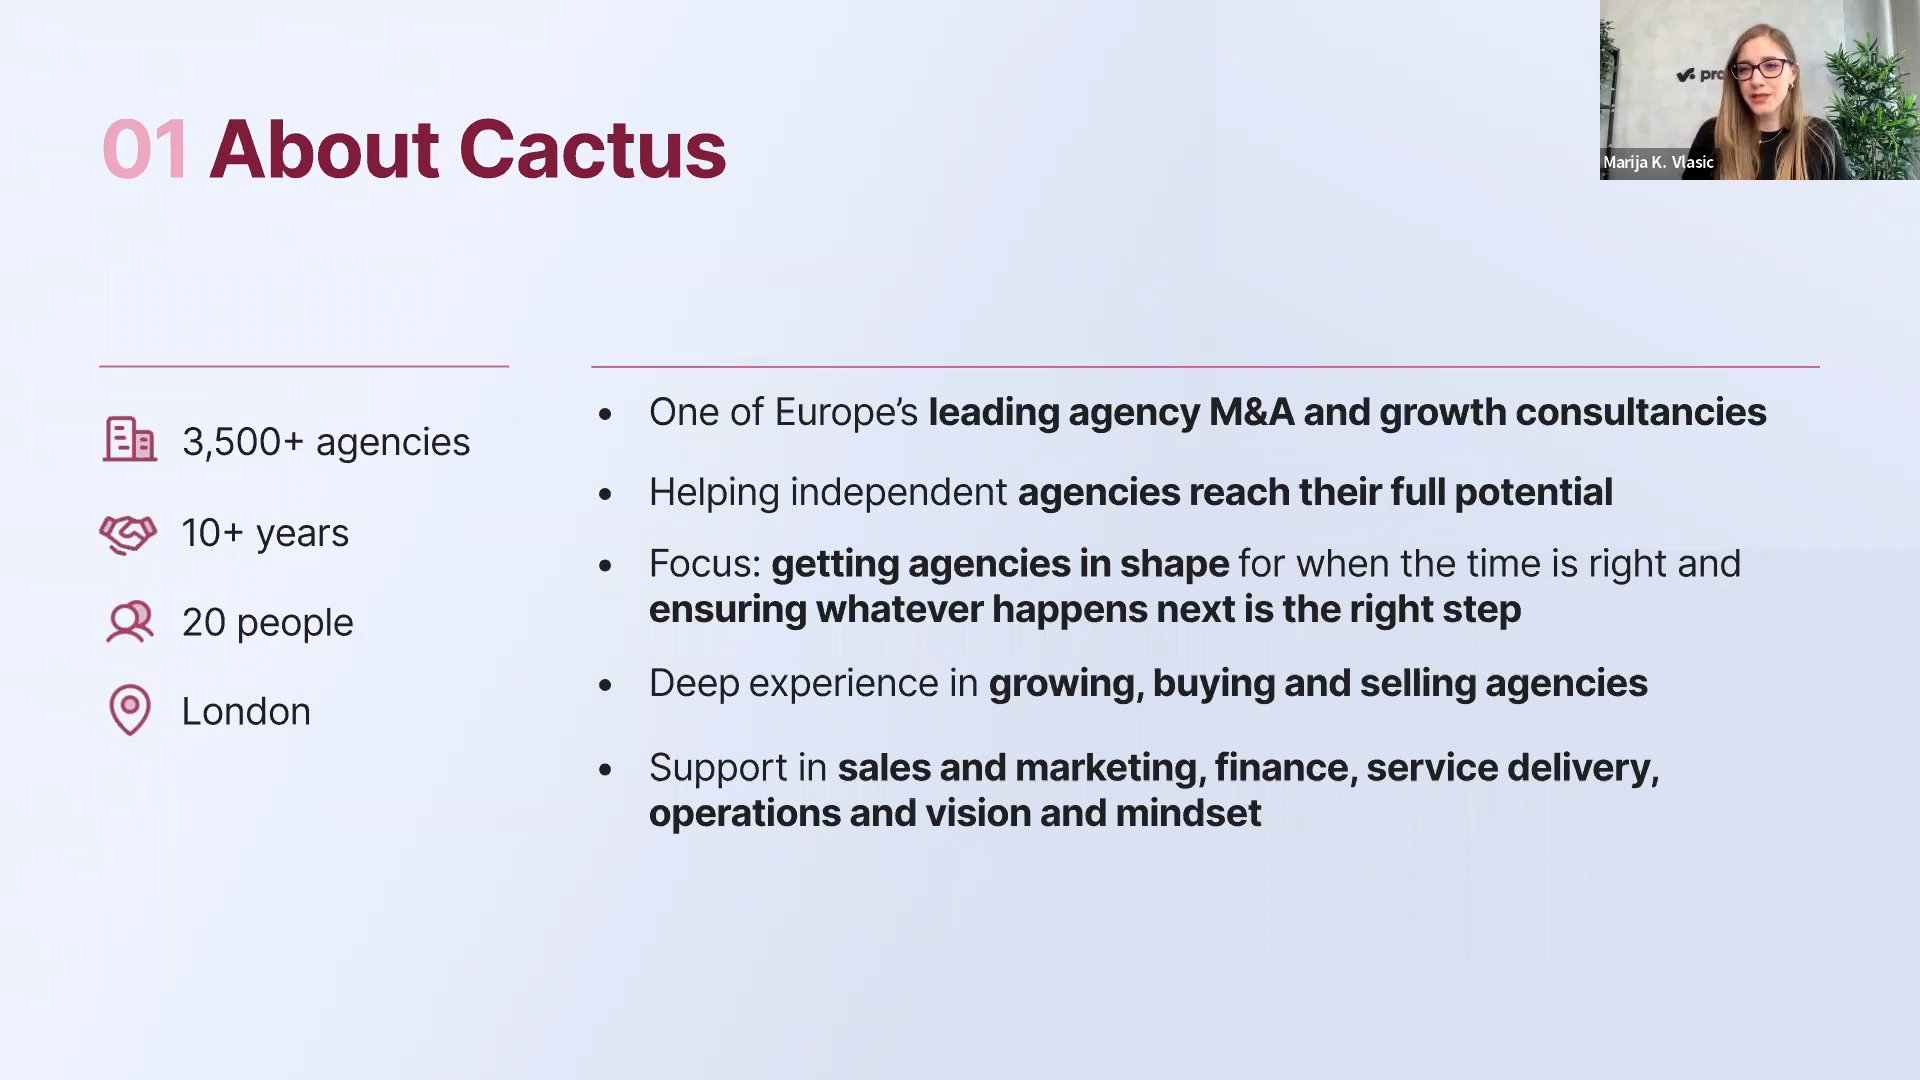 01 About Cactus
3,500+ agencies
10+ years
20 people
London
• One of Europe’s leading agency M&A and growth consultancies
• Helping independent agencies reach their full potential
• Focus: getting agencies in shape for when the time is right and
ensuring whatever happens next is the right step
• Deep experience in growing, buying and selling agencies
• Support in sales and marketing, finance, service delivery,
operations and vision and mindset
Marija K. Vlasic